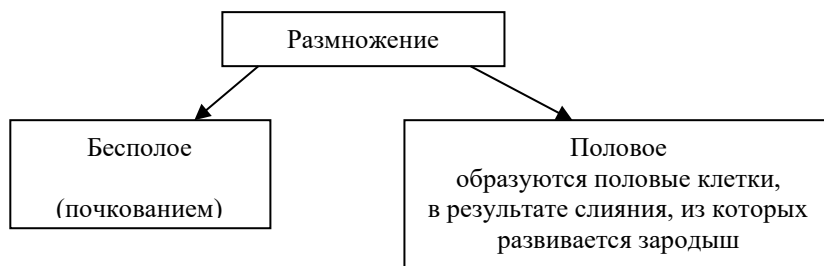 Размножение
Бесполое
(почкованием)
Половое
образуются половые клетки,
в результате слияния, из которых
развивается зародыш